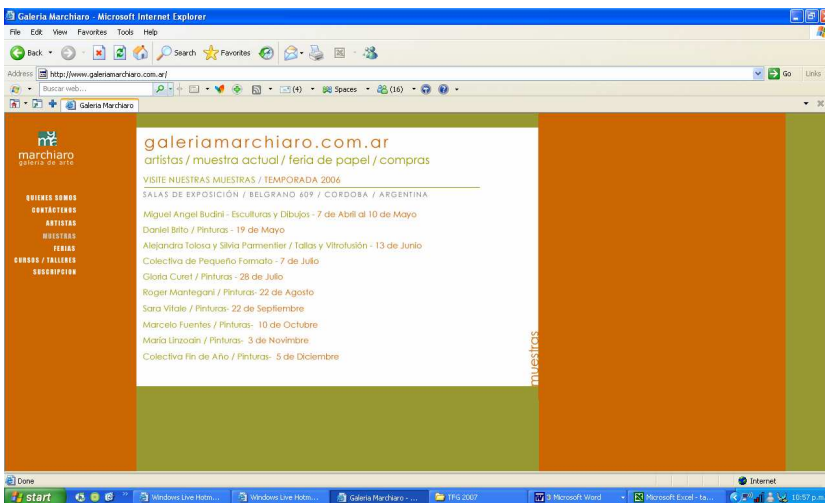 Galeria Marchiaro - Microsoft Internet Explorer
File Edit View Favorites Tools Help
Back Search Favorites
Address http://www.galeriamarchiaro.com.ar/ Go Links
Buscar web... (4) Spaces (16)
Galeria Marchiaro
marchiaro
galería de arte
QUIENES SOMOS
CONTÁCTENOS
ARTISTAS
MUESTRAS
FERIAS
CURSOS / TALLERES
SUSCRIPCION
galeriamarchiaro.com.ar
artistas / muestra actual / feria de papel / compras
VISITE NUESTRAS MUESTRAS / TEMPORADA 2006
SALAS DE EXPOSICIÓN / BELGRANO 609 / CORDOBA / ARGENTINA
Miguel Angel Budini - Esculturas y Dibujos - 7 de Abril al 10 de Mayo
Daniel Brito / Pinturas - 19 de Mayo
Alejandra Tolosa y Silvia Parmentier / Tallas y Vitrofusión - 13 de Junio
Colectiva de Pequeño Formato - 7 de Julio
Gloria Curet / Pinturas - 28 de Julio
Roger Mantegani / Pinturas- 22 de Agosto
Sara Vitale / Pinturas- 22 de Septiembre
Marcelo Fuentes / Pinturas- 10 de Octubre
María Linzoain / Pinturas- 3 de Novimbre
Colectiva Fin de Año / Pinturas- 5 de Diciembre
muestras
Done Internet
start Windows Live Hotm... Windows Live Hotm... Galeria Marchiaro - ... TFG 2007 3 Microsoft Word Microsoft Excel - ta... 10:57 p.m.